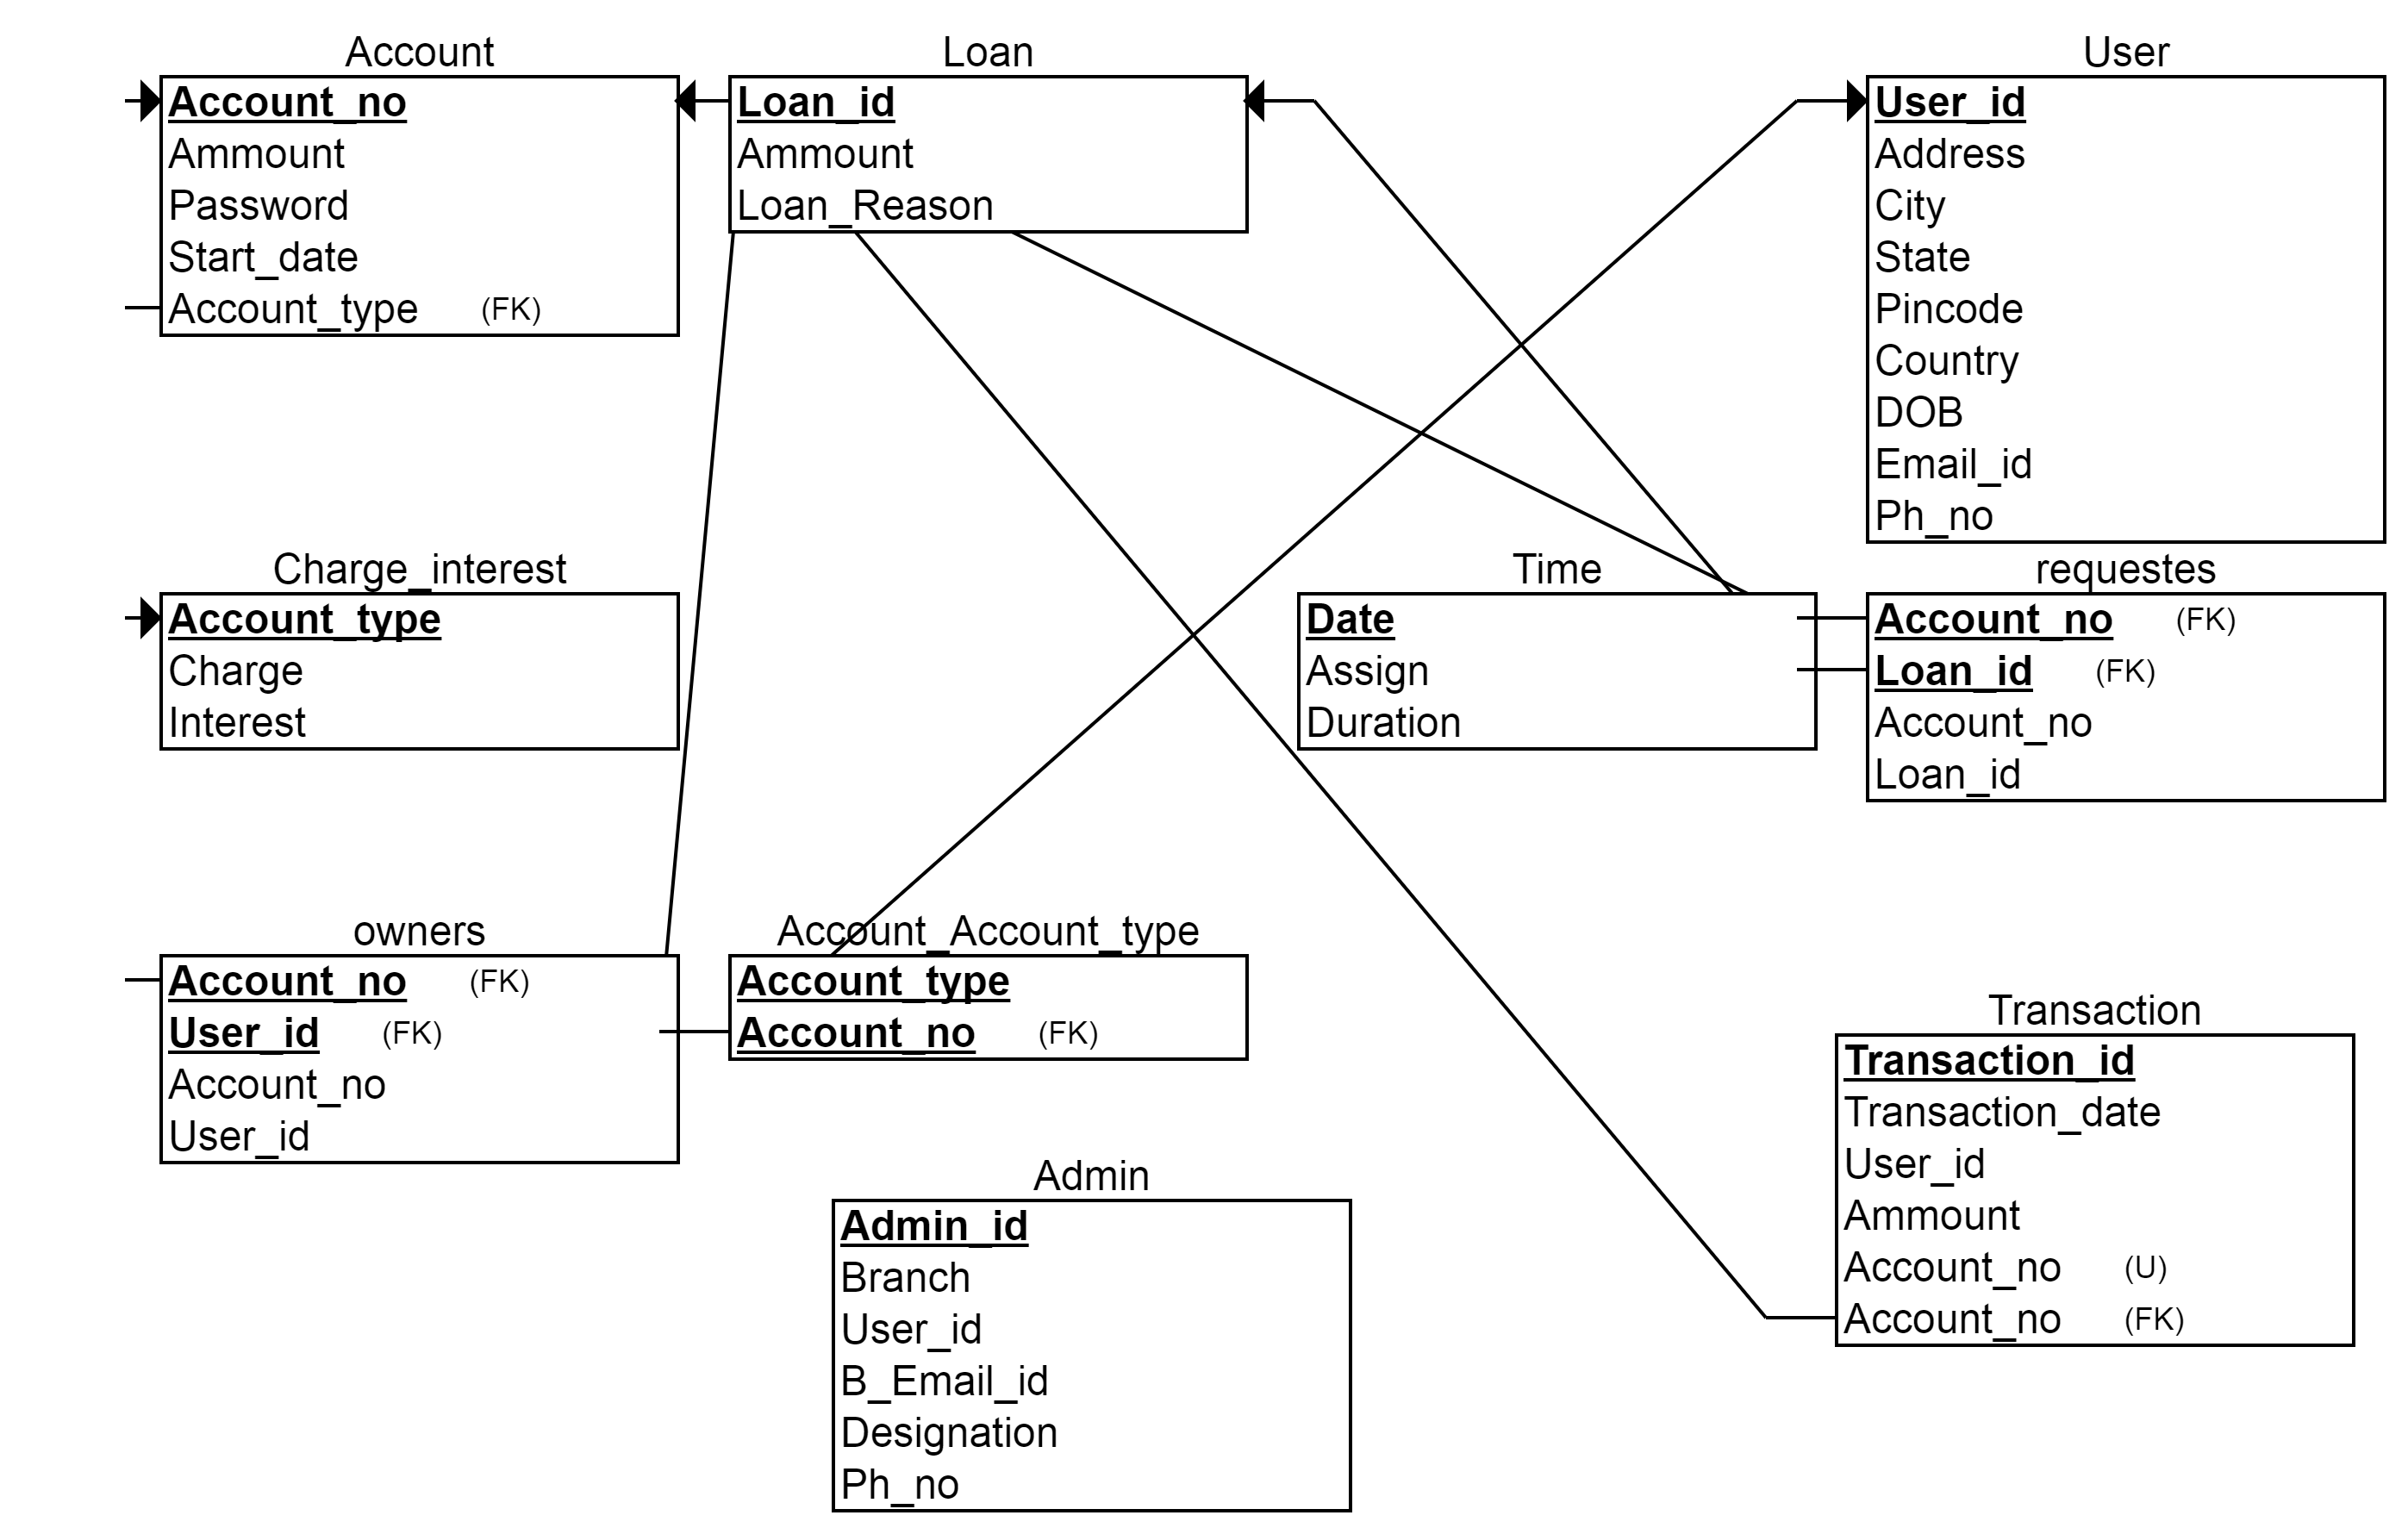 Account
Account_no
Ammount
Password
Start_date
Account_type (FK)
Loan
Loan_id
Ammount
Loan_Reason
User
User_id
Address
City
State
Pincode
Country
DOB
Email_id
Ph_no
Charge_interest
Account_type
Charge
Interest
Time
Date
Assign
Duration
requestes
Account_no (FK)
Loan_id (FK)
Account_no
Loan_id
owners
Account_no (FK)
User_id (FK)
Account_no
User_id
Account_Account_type
Account_type
Account_no (FK)
Transaction
Transaction_id
Transaction_date
User_id
Ammount
Account_no (U)
Account_no (FK)
Admin
Admin_id
Branch
User_id
B_Email_id
Designation
Ph_no